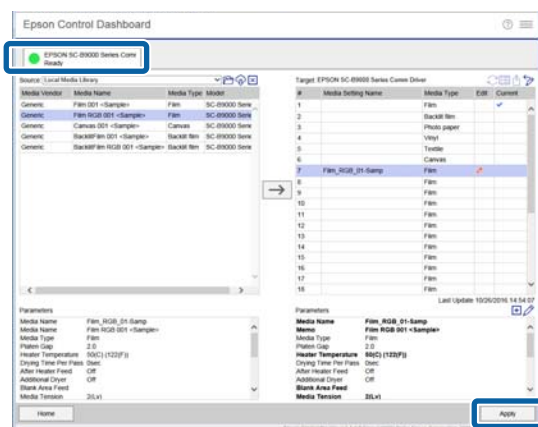 Epson Control Dashboard
EPSON SC-B9000 Series Comm
Ready
Source: Local Media Library
Target: EPSON SC-B9000 Series Comm Driver
Media Vendor Media Name Media Type Model
Generic Film 001 <Sample> Film SC-B9000 Serie
Generic Film RGB 001 <Sample> Film SC-B9000 Serie
Generic Canvas 001 <Sample> Canvas SC-B9000 Serie
Generic BacklitFilm 001 <Sample> Backlit film SC-B9000 Serie
Generic BacklitFilm RGB 001 <Sample> Backlit film SC-B9000 Serie
# Media Setting Name Media Type Edit Current
1 Film
2 Backlit film
3 Photo paper
4 Vinyl
5 Textile
6 Canvas
7 Film_RGB_01-Samp Film
8 Film
9 Film
10 Film
11 Film
12 Film
13 Film
14 Film
15 Film
16 Film
17 Film
18 Film
Last Update 10/26/2016 14:54:07
Parameters
Media Name Film_RGB_01-Samp
Media Name Film RGB 001 <Sample>
Media Type Film
Platen Gap 2.0
Heater Temperature 50(C) (122(F))
Drying Time Per Pass 0sec
After Heater Feed Off
Additional Dryer Off
Blank Area Feed
Media Tension 2(Lv)
Parameters
Media Name Film_RGB_01-Samp
Memo Film RGB 001 <Sample>
Media Type Film
Platen Gap 2.0
Heater Temperature 50(C) (122(F))
Drying Time Per Pass 0sec
After Heater Feed Off
Additional Dryer Off
Blank Area Feed
Media Tension 2(Lv)
Home
Apply